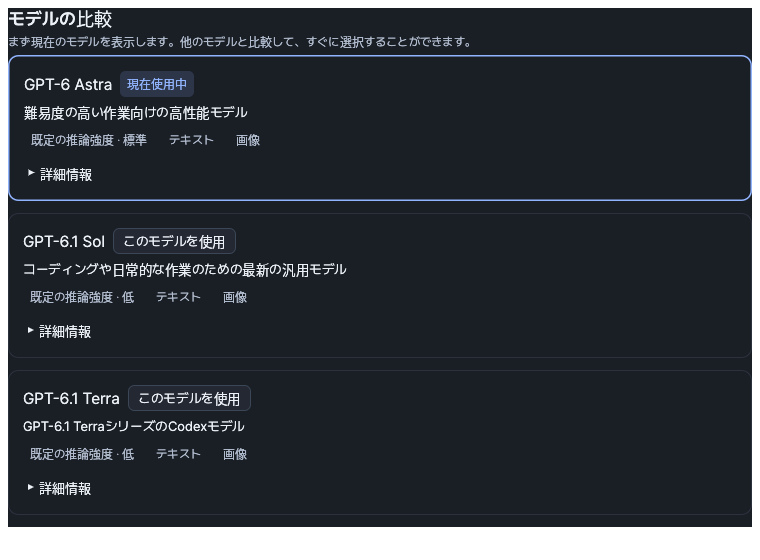 モデルの比較
まず現在のモデルを表示します。他のモデルと比較して、すぐに選択することができます。
GPT-6 Astra 現在使用中
難易度の高い作業向けの高性能モデル
既定の推論強度 · 標準 テキスト 画像
▸ 詳細情報
GPT-6.1 Sol このモデルを使用
コーディングや日常的な作業のための最新の汎用モデル
既定の推論強度 · 低 テキスト 画像
▸ 詳細情報
GPT-6.1 Terra このモデルを使用
GPT-6.1 TerraシリーズのCodexモデル
既定の推論強度 · 低 テキスト 画像
▸ 詳細情報